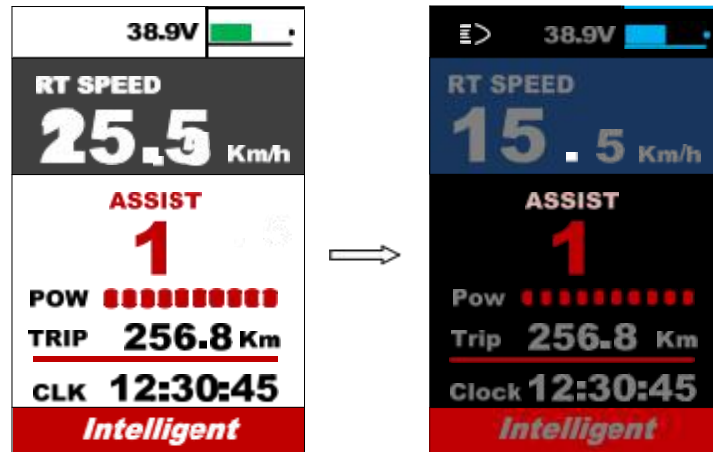 38.9V
RT SPEED
25.5 Km/h
ASSIST
1
POW
TRIP 256.8 Km
CLK 12:30:45
Intelligent
38.9V
RT SPEED
15.5 Km/h
ASSIST
1
Pow
Trip 256.8 Km
Clock 12:30:45
Intelligent